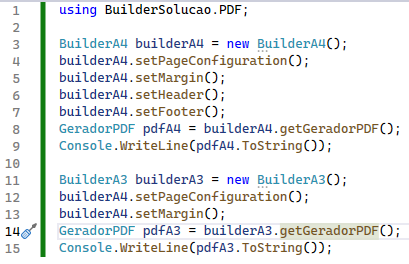 1 using BuilderSolucao.PDF;
2
3 BuilderA4 builderA4 = new BuilderA4();
4 builderA4.setPageConfiguration();
5 builderA4.setMargin();
6 builderA4.setHeader();
7 builderA4.setFooter();
8 GeradorPDF pdfA4 = builderA4.getGeradorPDF();
9 Console.WriteLine(pdfA4.ToString());
10
11 BuilderA3 builderA3 = new BuilderA3();
12 builderA4.setPageConfiguration();
13 builderA4.setMargin();
14 GeradorPDF pdfA3 = builderA3.getGeradorPDF();
15 Console.WriteLine(pdfA3.ToString());